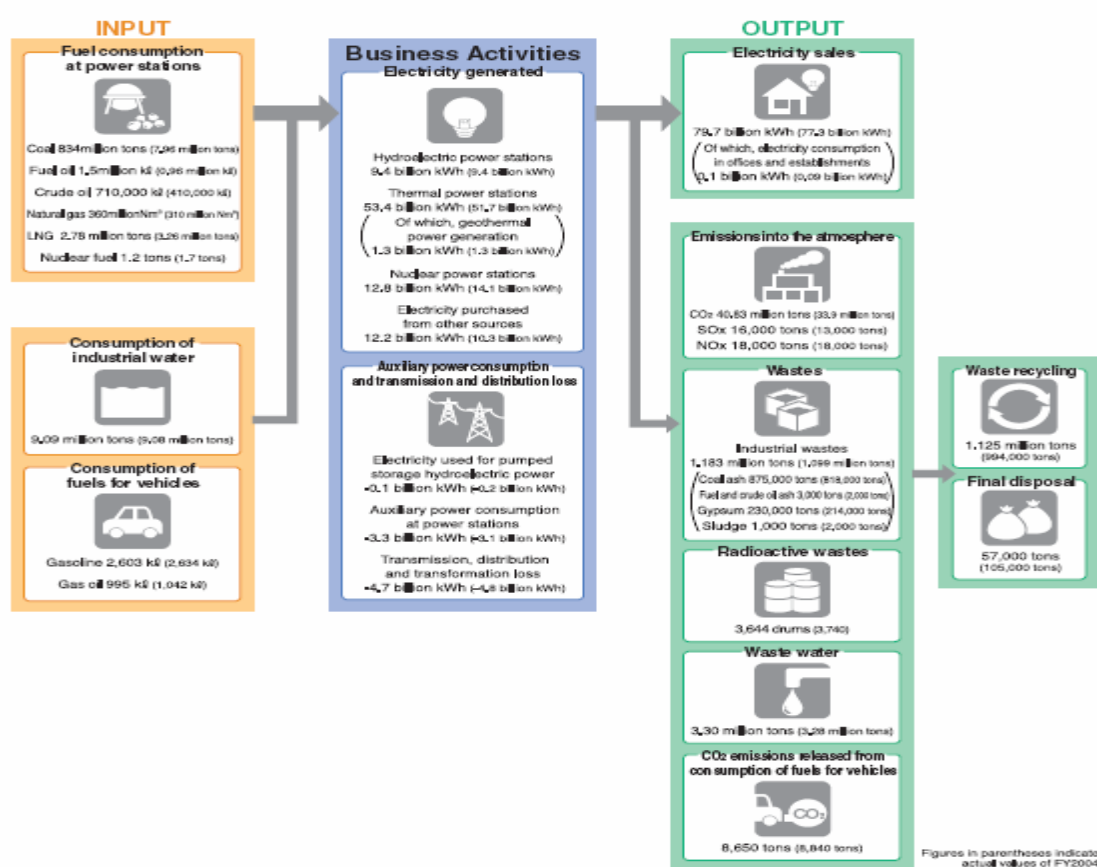 INPUT
Fuel consumption
at power stations
Coal 834million tons (7.96 million tons)
Fuel oil 1.5million kℓ (0.96 million kℓ)
Crude oil 710,000 kℓ (410,000 kℓ)
Natural gas 360millionNm³ (310 million Nm³)
LNG 2.78 million tons (3.26 million tons)
Nuclear fuel 1.2 tons (1.7 tons)
Consumption of
industrial water
9.09 million tons (9.08 million tons)
Consumption of
fuels for vehicles
Gasoline 2,603 kℓ (2,634 kℓ)
Gas oil 995 kℓ (1,042 kℓ)
Business Activities
Electricity generated
Hydroelectric power stations
9.4 billion kWh (9.4 billion kWh)
Thermal power stations
53.4 billion kWh (51.7 billion kWh)
(Of which, geothermal
power generation
1.3 billion kWh (1.3 billion kWh))
Nuclear power stations
12.8 billion kWh (14.1 billion kWh)
Electricity purchased
from other sources
12.2 billion kWh (10.3 billion kWh)
Auxiliary power consumption
and transmission and distribution loss
Electricity used for pumped
storage hydroelectric power
-0.1 billion kWh (-0.2 billion kWh)
Auxiliary power consumption
at power stations
-3.3 billion kWh (-3.1 billion kWh)
Transmission, distribution
and transformation loss
-4.7 billion kWh (-4.8 billion kWh)
OUTPUT
Electricity sales
79.7 billion kWh (77.3 billion kWh)
(Of which, electricity consumption
in offices and establishments
0.1 billion kWh (0.09 billion kWh))
Emissions into the atmosphere
CO₂ 40.83 million tons (33.9 million tons)
SOx 16,000 tons (13,000 tons)
NOx 18,000 tons (18,000 tons)
Wastes
Industrial wastes
1.183 million tons (1.099 million tons)
(Coal ash 875,000 tons (818,000 tons)
Fuel and crude oil ash 3,000 tons (2,000 tons)
Gypsum 230,000 tons (214,000 tons)
Sludge 1,000 tons (2,000 tons))
Radioactive wastes
3,644 drums (3,740)
Waste water
3.30 million tons (3.28 million tons)
CO₂ emissions released from
consumption of fuels for vehicles
CO₂
8,650 tons (8,840 tons)
Waste recycling
1.125 million tons
(994,000 tons)
Final disposal
57,000 tons
(105,000 tons)
Figures in parentheses indicate
actual values of FY2004